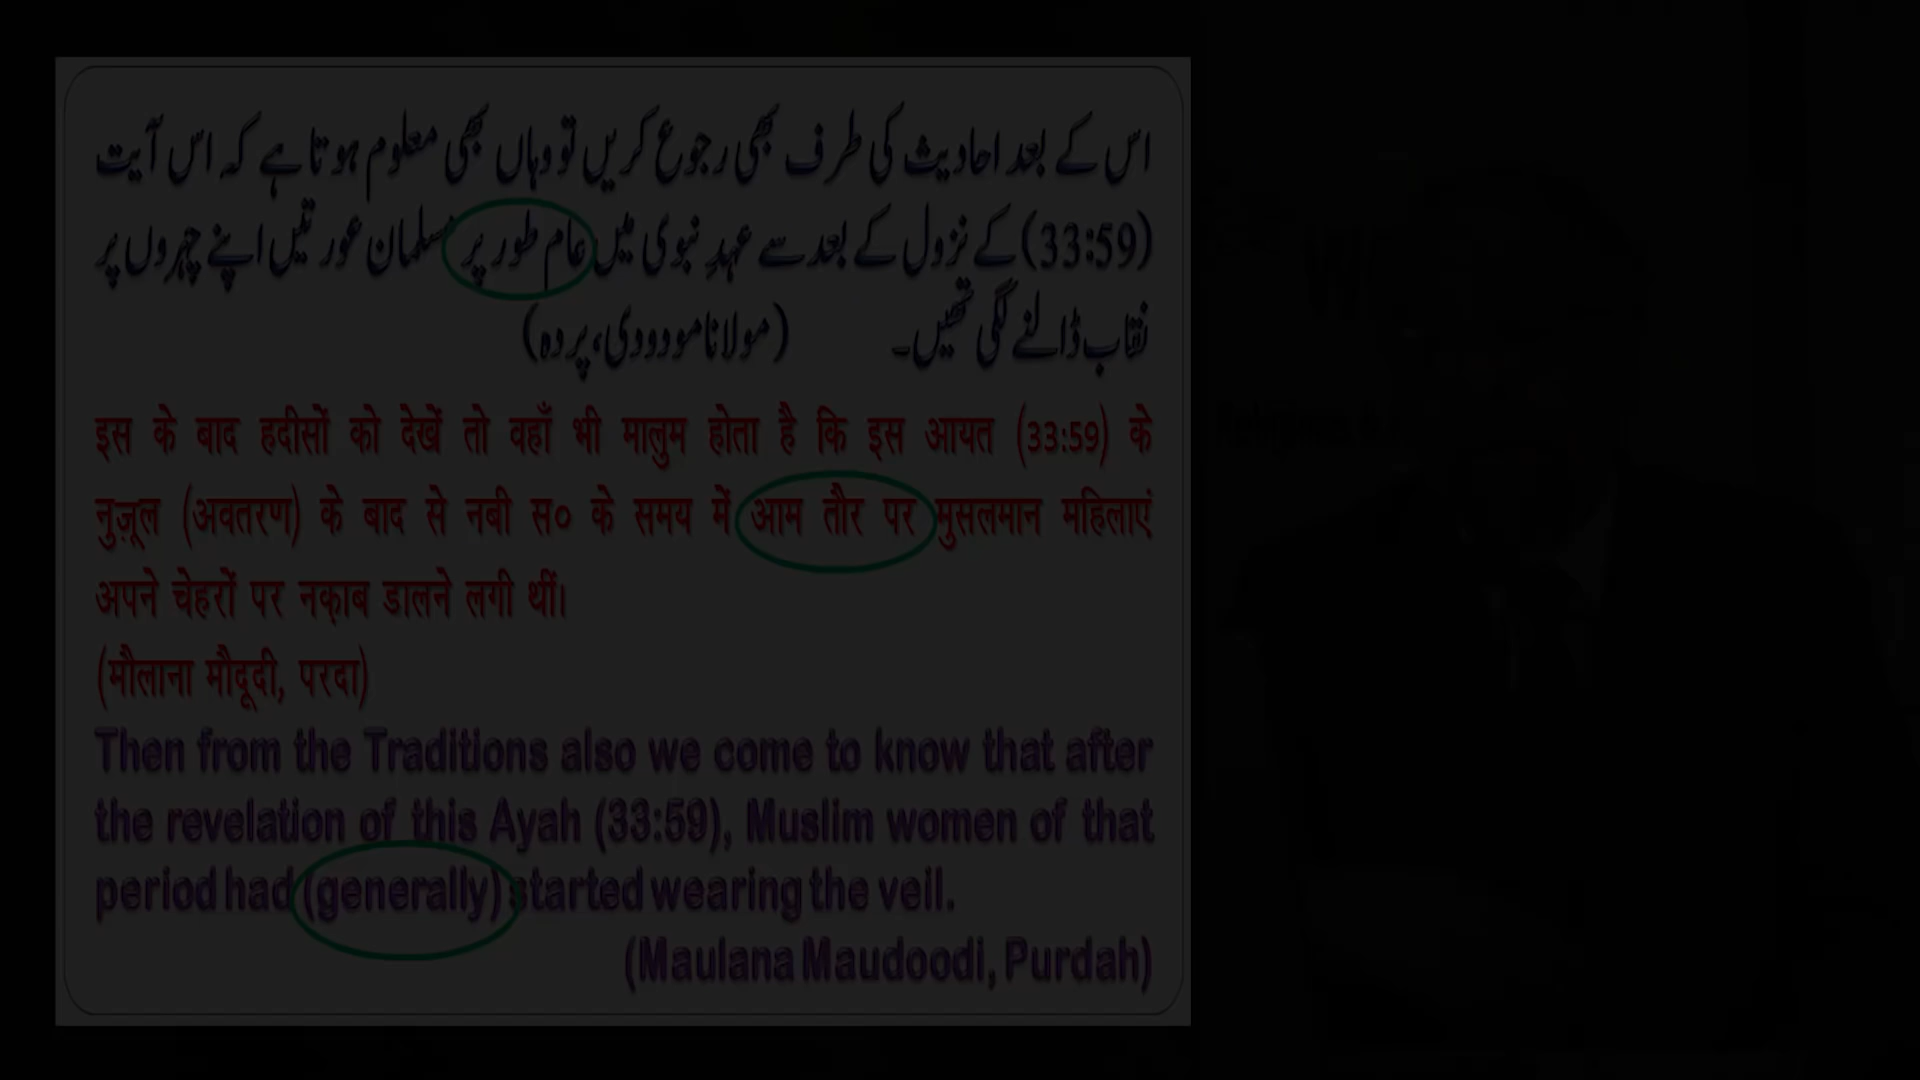 اس کے بعد احادیث کی طرف بھی رجوع کریں تو وہاں بھی معلوم ہوتا ہے کہ اس آیت
(33:59) کے نزول کے بعد سے عہدِ نبوی میں عام طور پر مسلمان عورتیں اپنے چہروں پر
نقاب ڈالنے لگی تھیں۔ (مولانا مودودی، پردہ)
इस के बाद हदीसों को देखें तो वहाँ भी मालुम होता है कि इस आयत (33:59) के
नुज़ूल (अवतरण) के बाद से नबी स० के समय में आम तौर पर मुसलमान महिलाएं
अपने चेहरों पर नक़ाब डालने लगी थीं।
(मौलाना मौदूदी, परदा)
Then from the Traditions also we come to know that after
the revelation of this Ayah (33:59), Muslim women of that
period had (generally) started wearing the veil.
(Maulana Maudoodi, Purdah)